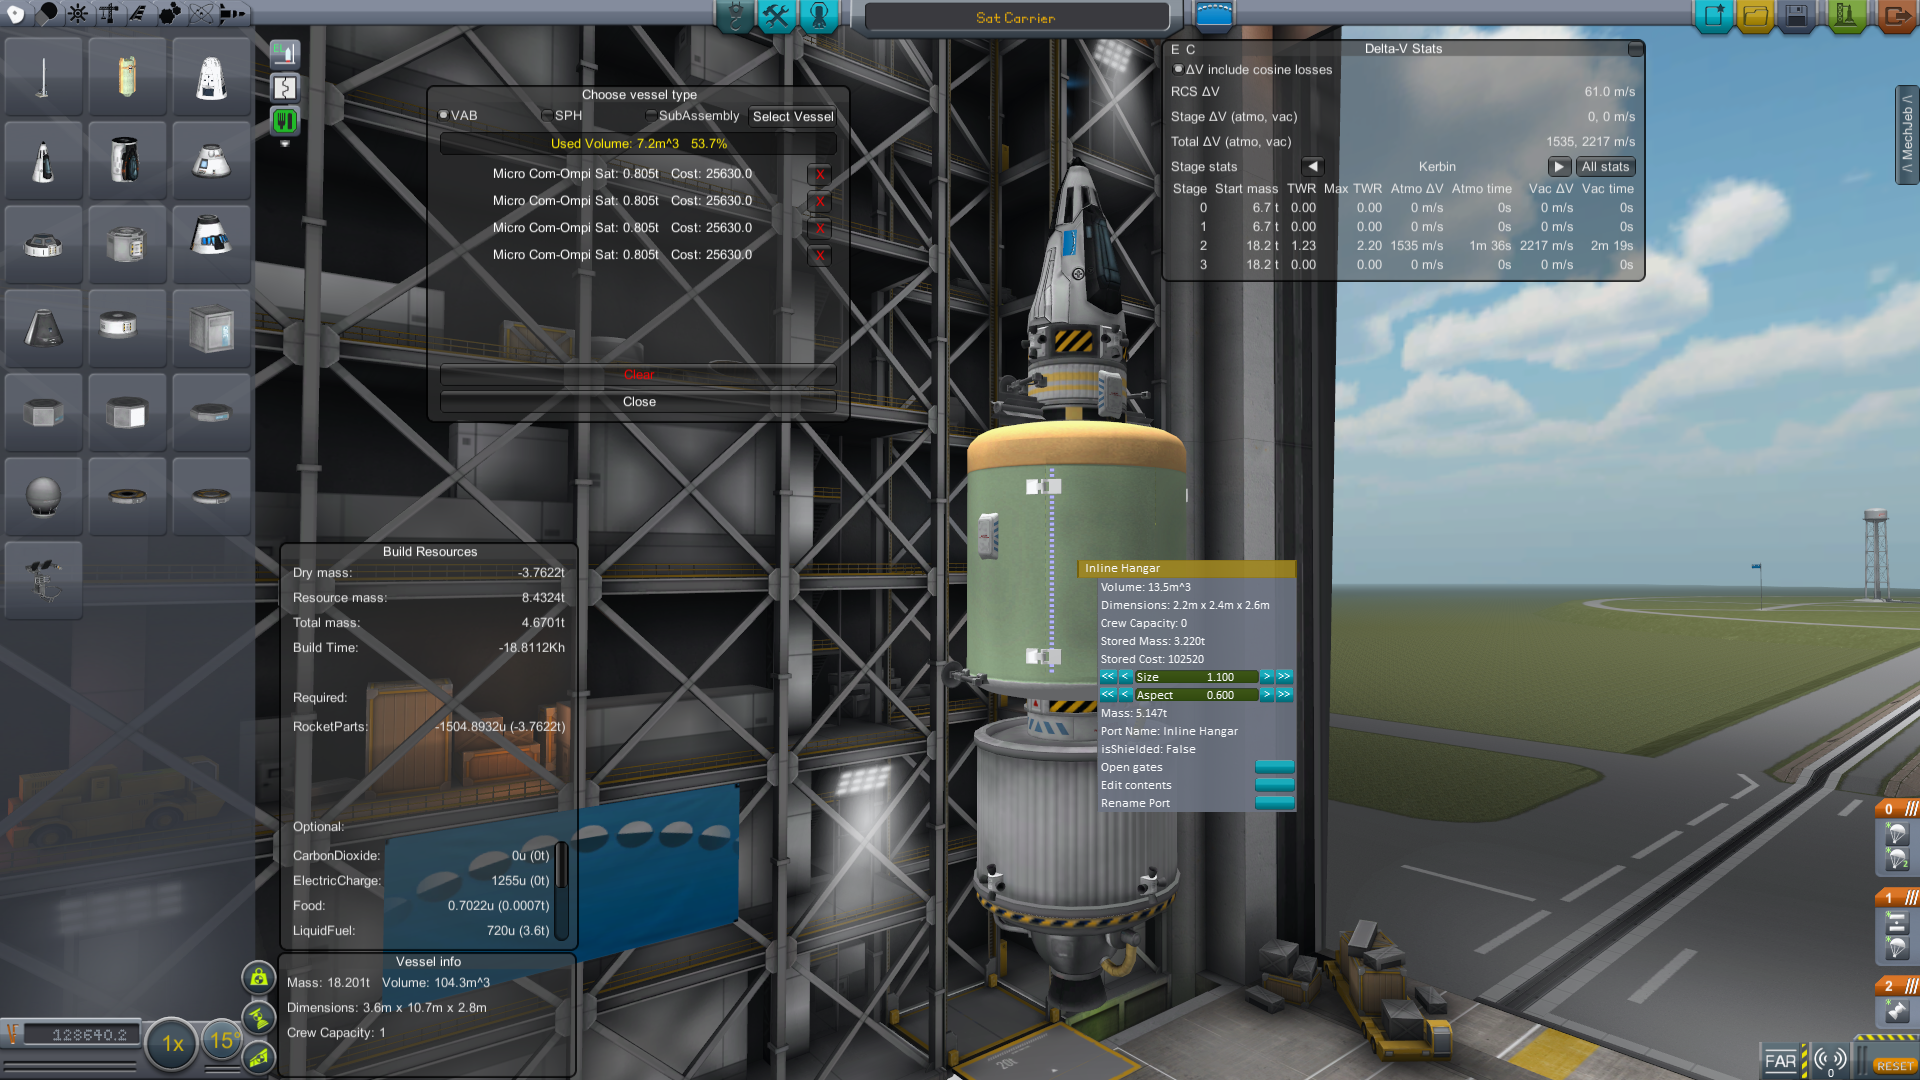 Sat Carrier
Choose vessel type
VAB SPH SubAssembly Select Vessel
Used Volume: 7.2m^3 53.7%
Micro Com-Ompi Sat: 0.805t Cost: 25630.0 X
Micro Com-Ompi Sat: 0.805t Cost: 25630.0 X
Micro Com-Ompi Sat: 0.805t Cost: 25630.0 X
Micro Com-Ompi Sat: 0.805t Cost: 25630.0 X
Clear
Close
E C Delta-V Stats
ΔV include cosine losses
RCS ΔV 61.0 m/s
Stage ΔV (atmo, vac) 0, 0 m/s
Total ΔV (atmo, vac) 1535, 2217 m/s
Stage stats ◀ Kerbin ▶ All stats
Stage Start mass TWR Max TWR Atmo ΔV Atmo time Vac ΔV Vac time
0 6.7 t 0.00 0.00 0 m/s 0s 0 m/s 0s
1 6.7 t 0.00 0.00 0 m/s 0s 0 m/s 0s
2 18.2 t 1.23 2.20 1535 m/s 1m 36s 2217 m/s 2m 19s
3 18.2 t 0.00 0.00 0 m/s 0s 0 m/s 0s
/\ MechJeb /\
Build Resources
Dry mass: -3.7622t
Resource mass: 8.4324t
Total mass: 4.6701t
Build Time: -18.8112Kh
Required:
RocketParts: -1504.8932u (-3.7622t)
Optional:
CarbonDioxide: 0u (0t)
ElectricCharge: 1255u (0t)
Food: 0.7022u (0.0007t)
LiquidFuel: 720u (3.6t)
Inline Hangar
Volume: 13.5m^3
Dimensions: 2.2m x 2.4m x 2.6m
Crew Capacity: 0
Stored Mass: 3.220t
Stored Cost: 102520
<< < Size 1.100 > >>
<< < Aspect 0.600 > >>
Mass: 5.147t
Port Name: Inline Hangar
isShielded: False
Open gates
Edit contents
Rename Port
Vessel info
Mass: 18.201t Volume: 104.3m^3
Dimensions: 3.6m x 10.7m x 2.8m
Crew Capacity: 1
128640.2
1x
15°
20t
0
2
1
2
FAR
0
RESET